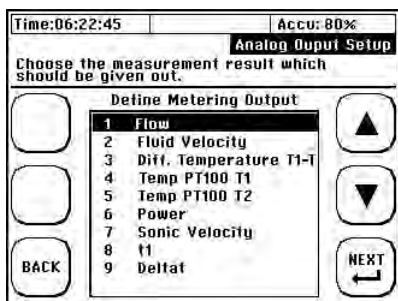 Time:06:22:45 Accu: 80%
Analog Ouput Setup
Choose the measurement result which
should be given out.
Define Metering Output
1 Flow
2 Fluid Velocity
3 Diff. Temperature T1-T
4 Temp PT100 T1
5 Temp PT100 T2
6 Power
7 Sonic Velocity
8 t1
9 Deltat
BACK
NEXT